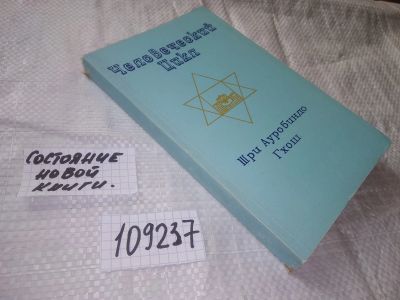 Человеческий
Цикл
Шри Ауробиндо
Гхош
Состояние
новой
книги.
109237